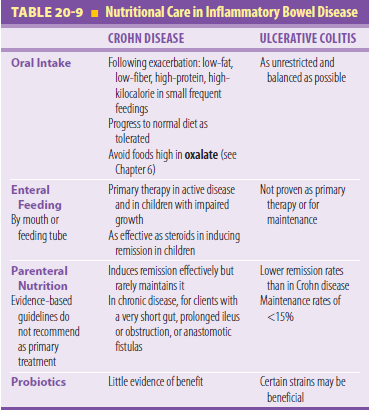 TABLE 20-9 ■ Nutritional Care in Inflammatory Bowel Disease
CROHN DISEASE ULCERATIVE COLITIS
Oral Intake Following exacerbation: low-fat, As unrestricted and
low-fiber, high-protein, high- balanced as possible
kilocalorie in small frequent
feedings
Progress to normal diet as
tolerated
Avoid foods high in oxalate (see
Chapter 6)
Enteral Primary therapy in active disease Not proven as primary
Feeding and in children with impaired therapy or for
By mouth or growth maintenance
feeding tube As effective as steroids in inducing
remission in children
Parenteral Induces remission effectively but Lower remission rates
Nutrition rarely maintains it than in Crohn disease
Evidence-based In chronic disease, for clients with Maintenance rates of
guidelines do a very short gut, prolonged ileus <15%
not recommend or obstruction, or anastomotic
as primary fistulas
treatment
Probiotics Little evidence of benefit Certain strains may be
beneficial